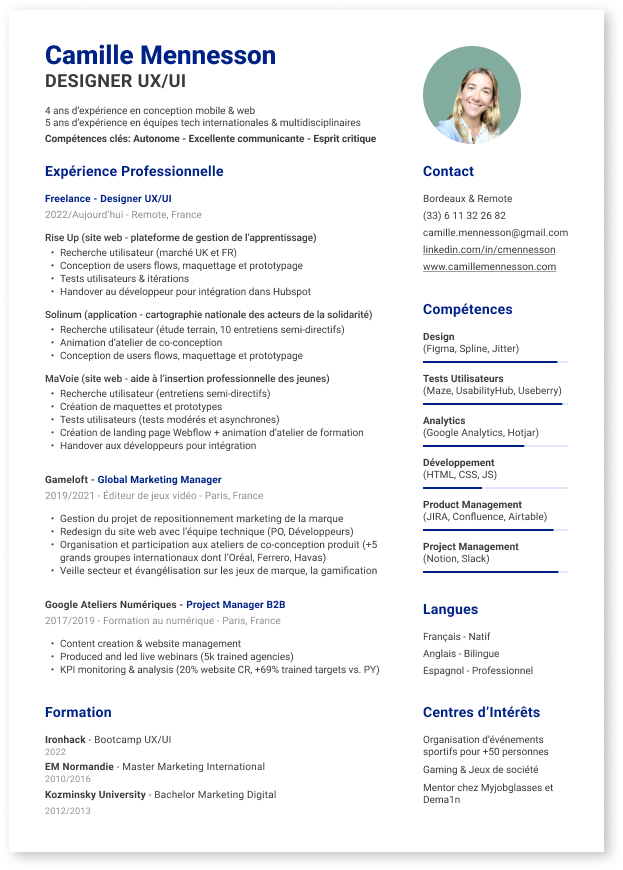 Camille Mennesson
DESIGNER UX/UI
4 ans d'expérience en conception mobile & web
5 ans d'expérience en équipes tech internationales & multidisciplinaires
Compétences clés: Autonome - Excellente communicante - Esprit critique
Expérience Professionnelle
Freelance - Designer UX/UI
2022/Aujourd'hui - Remote, France
Rise Up (site web - plateforme de gestion de l'apprentissage)
• Recherche utilisateur (marché UK et FR)
• Conception de users flows, maquettage et prototypage
• Tests utilisateurs & itérations
• Handover au développeur pour intégration dans Hubspot
Solinum (application - cartographie nationale des acteurs de la solidarité)
• Recherche utilisateur (étude terrain, 10 entretiens semi-directifs)
• Animation d'atelier de co-conception
• Conception de users flows, maquettage et prototypage
MaVoie (site web - aide à l'insertion professionnelle des jeunes)
• Recherche utilisateur (entretiens semi-directifs)
• Création de maquettes et prototypes
• Tests utilisateurs (tests modérés et asynchrones)
• Création de landing page Webflow + animation d'atelier de formation
• Handover aux développeurs pour intégration
Gameloft - Global Marketing Manager
2019/2021 - Éditeur de jeux vidéo - Paris, France
• Gestion du projet de repositionnement marketing de la marque
• Redesign du site web avec l'équipe technique (PO, Développeurs)
• Organisation et participation aux ateliers de co-conception produit (+5
grands groupes internationaux dont l'Oréal, Ferrero, Havas)
• Veille secteur et évangélisation sur les jeux de marque, la gamification
Google Ateliers Numériques - Project Manager B2B
2017/2019 - Formation au numérique - Paris, France
• Content creation & website management
• Produced and led live webinars (5k trained agencies)
• KPI monitoring & analysis (20% website CR, +69% trained targets vs. PY)
Formation
Ironhack - Bootcamp UX/UI
2022
EM Normandie - Master Marketing International
2010/2016
Kozminsky University - Bachelor Marketing Digital
2012/2013
Contact
Bordeaux & Remote
(33) 6 11 32 26 82
camille.mennesson@gmail.com
linkedin.com/in/cmennesson
www.camillemennesson.com
Compétences
Design
(Figma, Spline, Jitter)
Tests Utilisateurs
(Maze, UsabilityHub, Useberry)
Analytics
(Google Analytics, Hotjar)
Développement
(HTML, CSS, JS)
Product Management
(JIRA, Confluence, Airtable)
Project Management
(Notion, Slack)
Langues
Français - Natif
Anglais - Bilingue
Espagnol - Professionnel
Centres d'Intérêts
Organisation d'événements
sportifs pour +50 personnes
Gaming & Jeux de société
Mentor chez Myjobglasses et
Dema1n